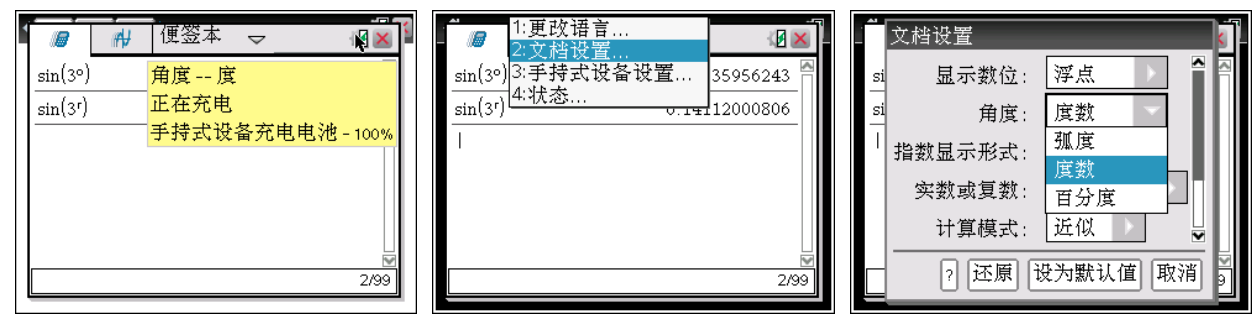 便签本
sin(3°)
角度 -- 度
sin(3ʳ)
正在充电
手持式设备充电电池 - 100%
2/99
1:更改语言...
2:文档设置...
sin(3°)
3:手持式设备设置...
35956243
4:状态...
sin(3ʳ)
0.14112000806
2/99
文档设置
显示数位:
浮点
角度:
度数
弧度
指数显示形式:
度数
实数或复数:
百分度
计算模式:
近似
?
还原
设为默认值
取消